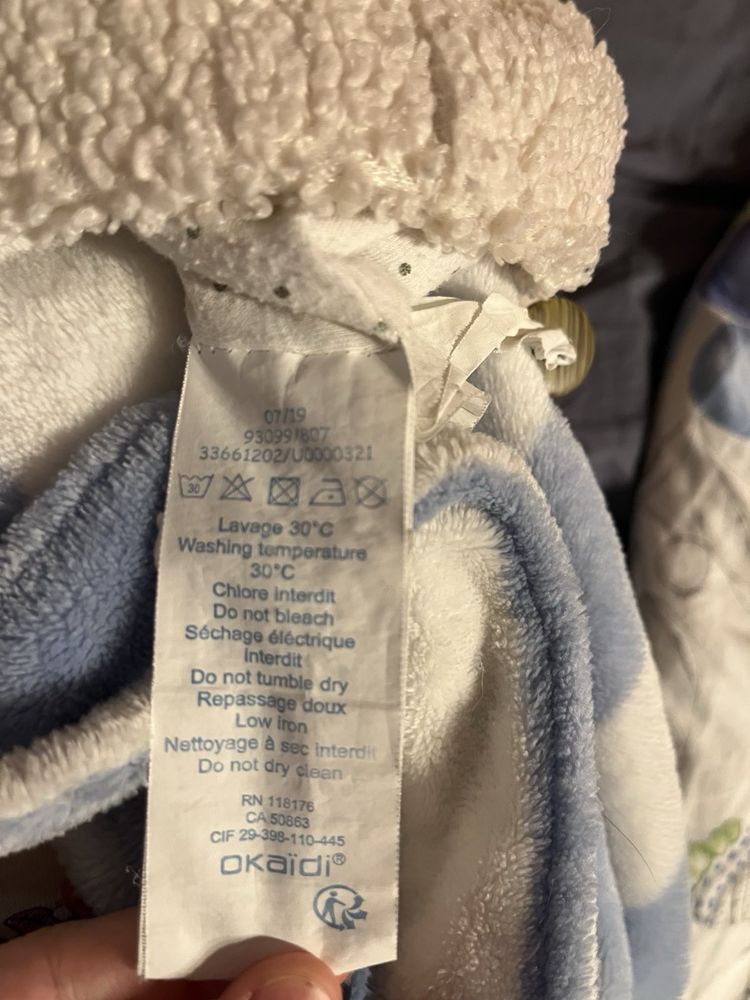 07/19
93099/807
33661202/U0000321
30
Lavage 30°C
Washing temperature
30°C
Chlore interdit
Do not bleach
Séchage éléctrique
interdit
Do not tumble dry
Repassage doux
Low iron
Nettoyage à sec interdit
Do not dry clean
RN 118176
CA 50863
CIF 29-398-110-445
OKaïdi®